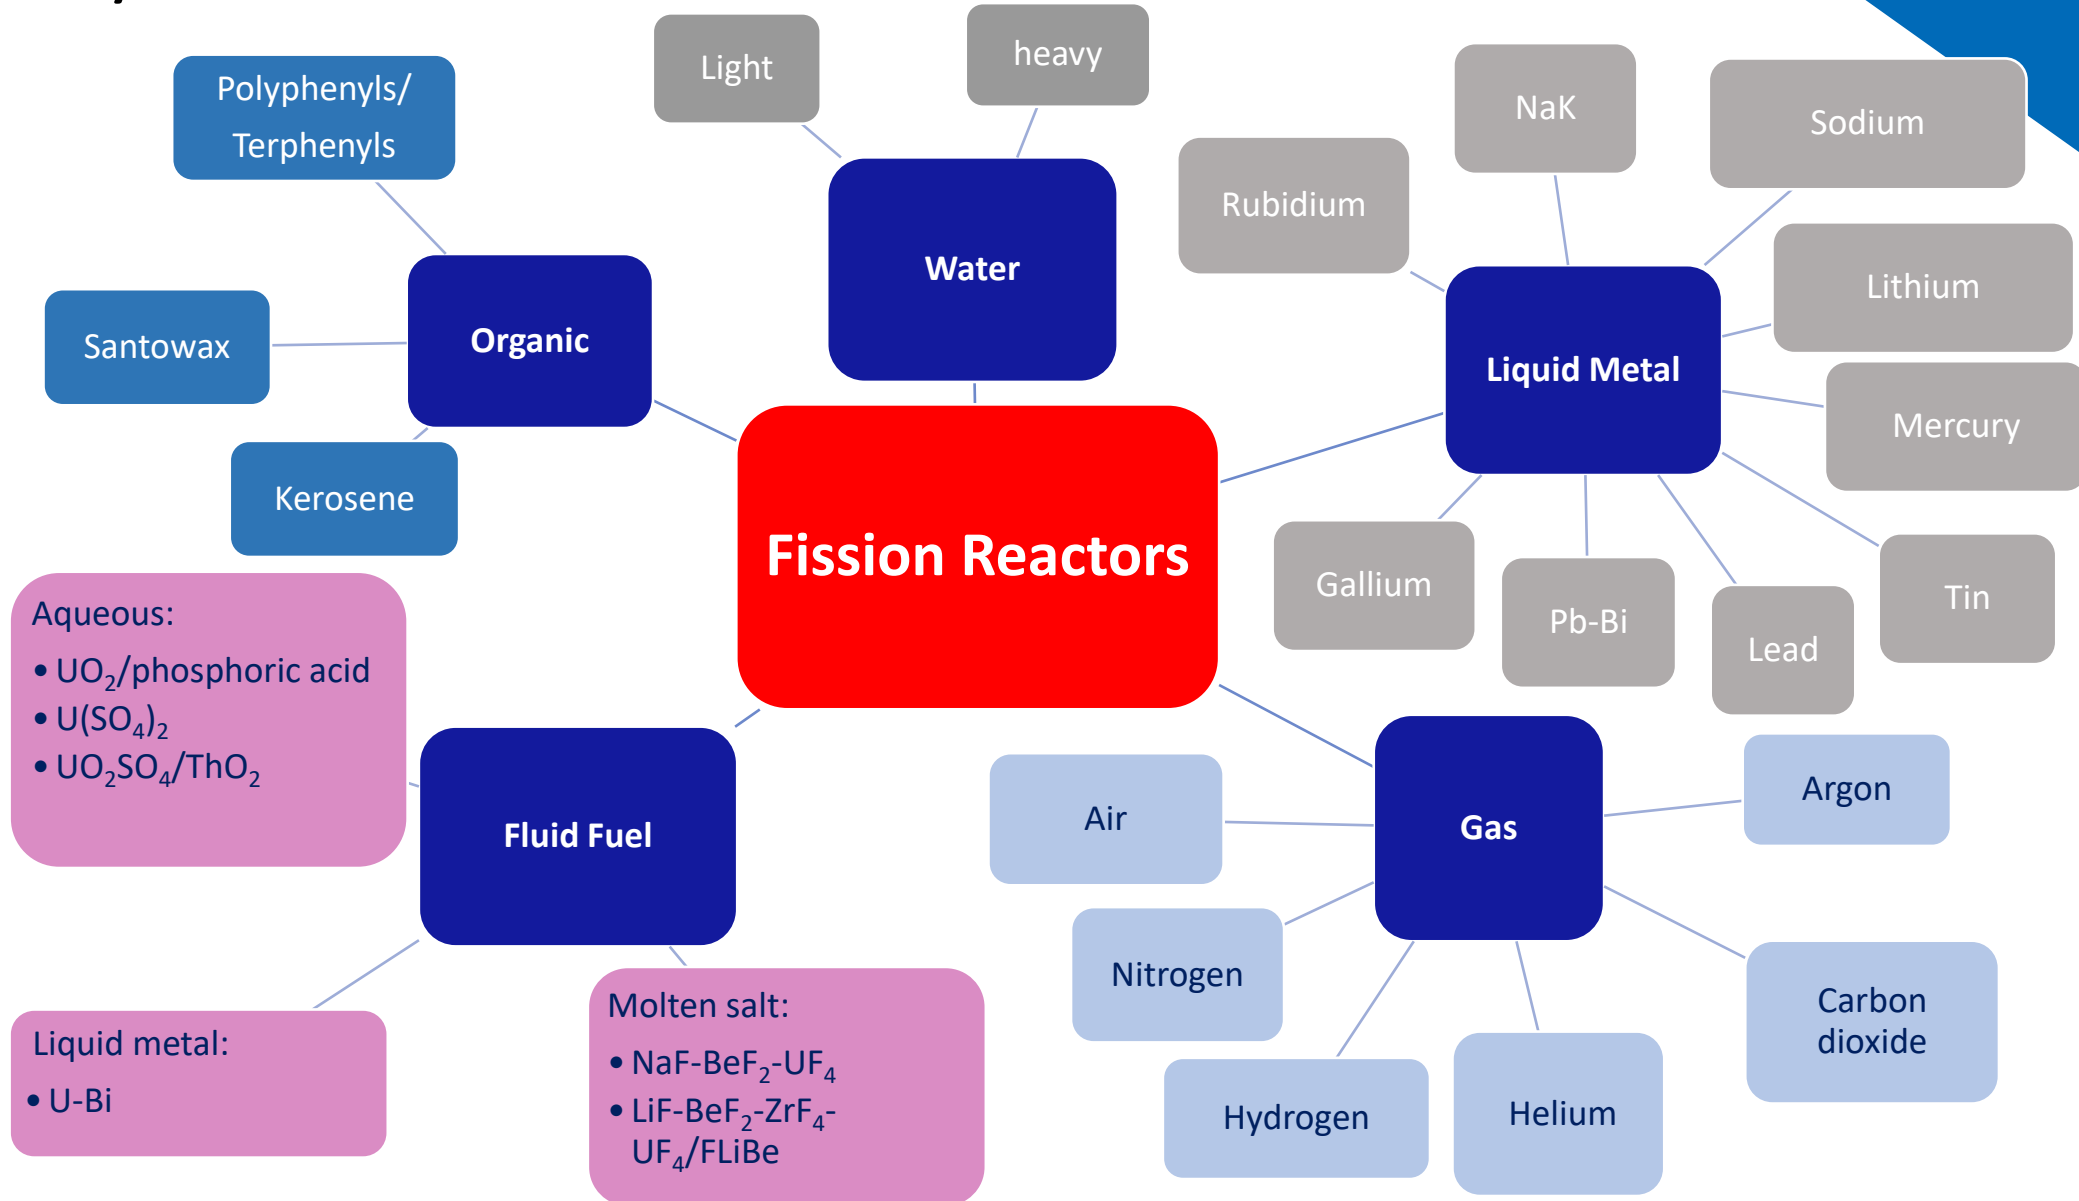 Polyphenyls/
Terphenyls
Light
heavy
NaK
Sodium
Rubidium
Water
Lithium
Santowax
Organic
Liquid Metal
Mercury
Kerosene
Fission Reactors
Gallium
Pb-Bi
Lead
Tin
Aqueous:
• UO₂/phosphoric acid
• U(SO₄)₂
• UO₂SO₄/ThO₂
Fluid Fuel
Air
Gas
Argon
Nitrogen
Carbon
dioxide
Hydrogen
Helium
Liquid metal:
• U-Bi
Molten salt:
• NaF-BeF₂-UF₄
• LiF-BeF₂-ZrF₄-
UF₄/FLiBe